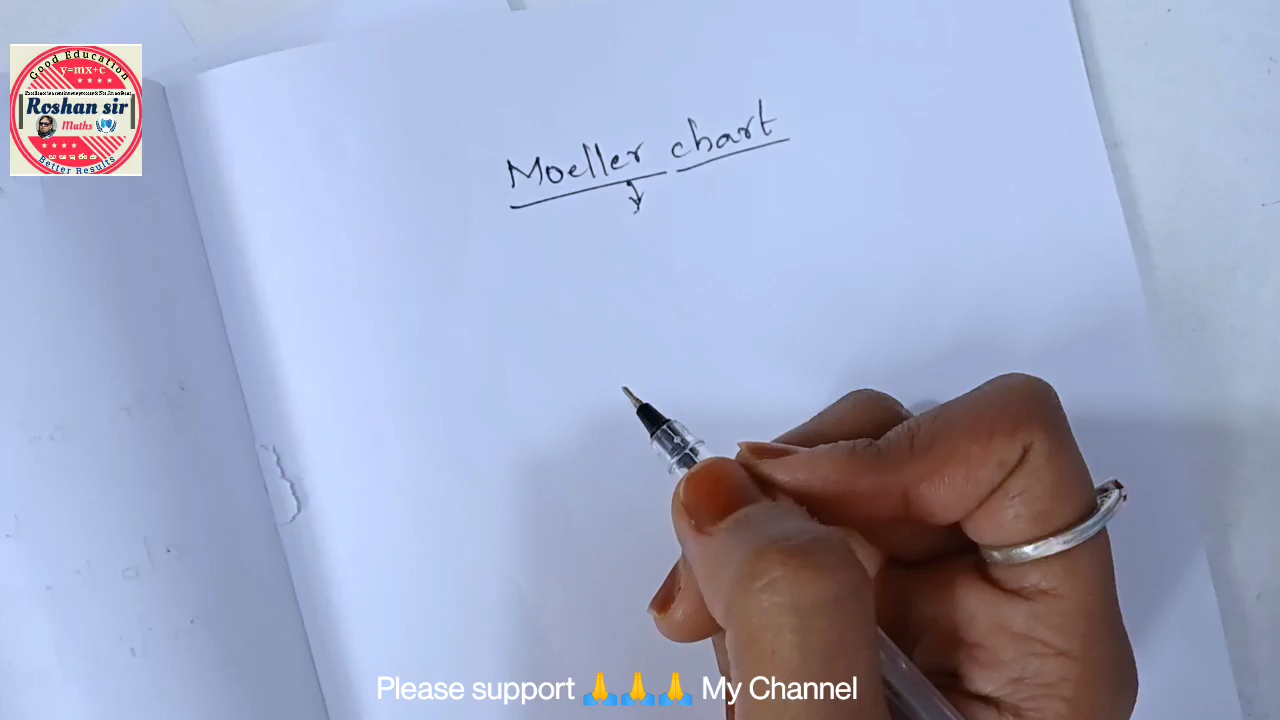 Good Education
y=mx+c
Roshan sir
Maths
Better Results
Moeller chart
Please support 🙏🙏🙏 My Channel